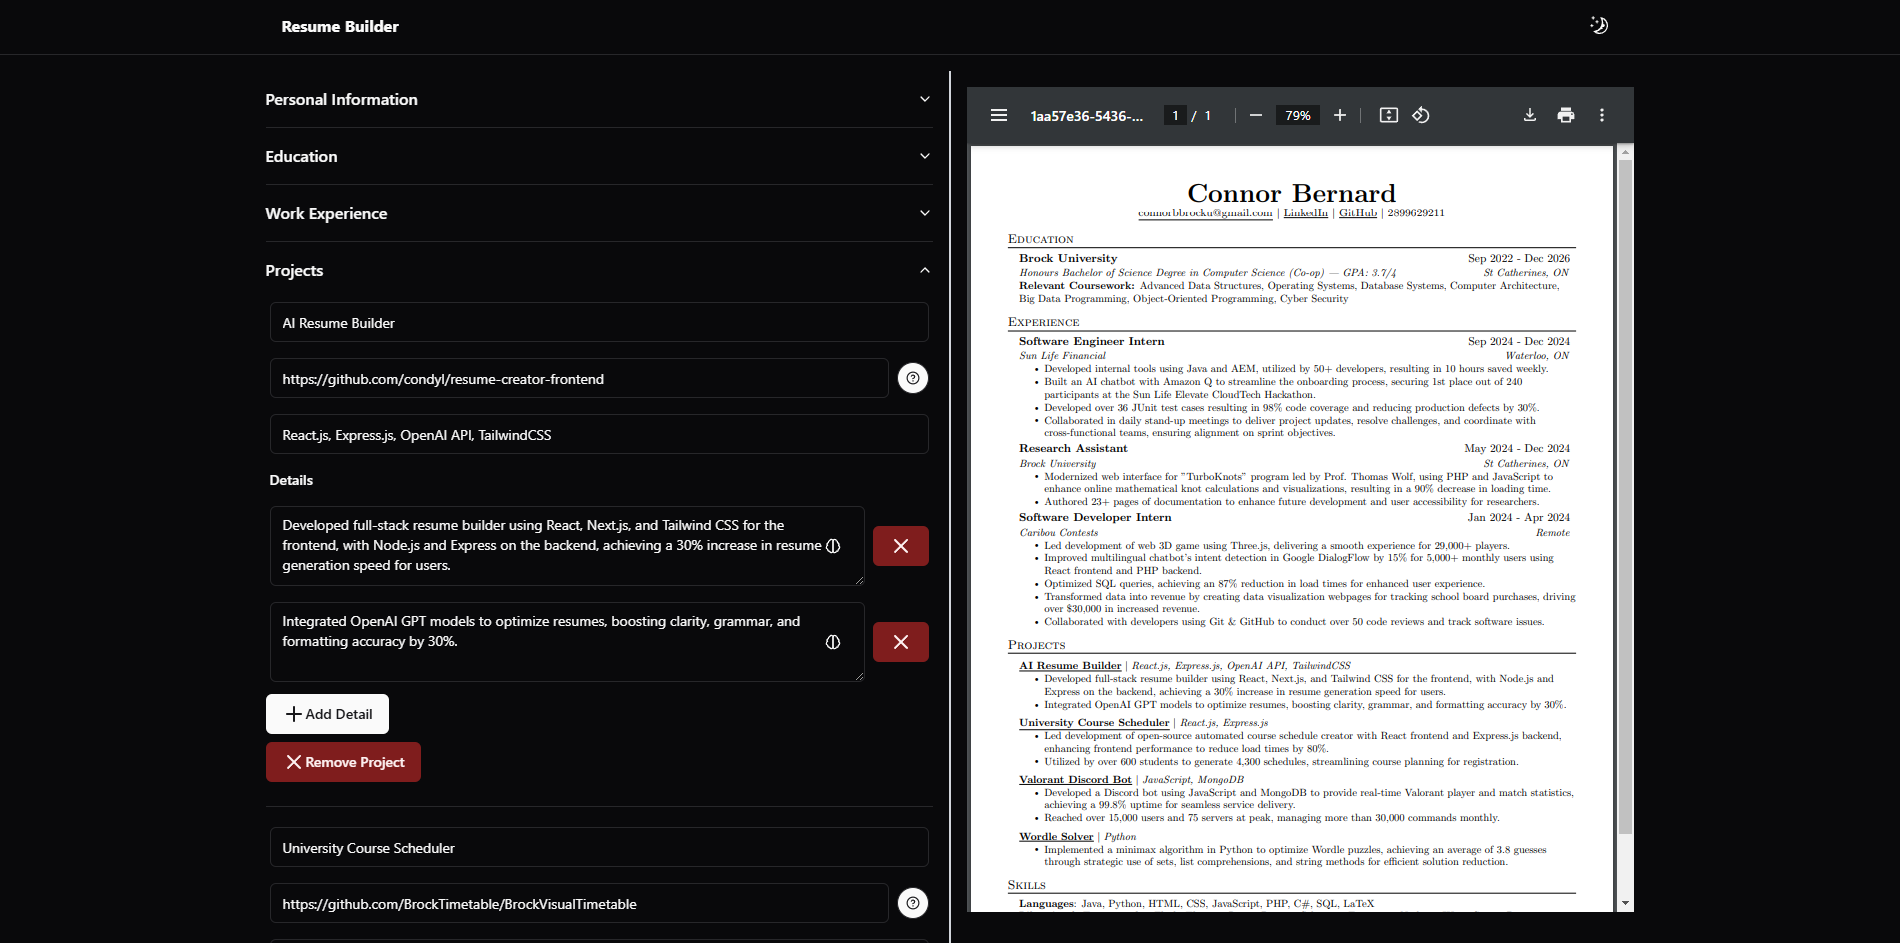 Resume Builder
Personal Information
Education
Work Experience
Projects
AI Resume Builder
https://github.com/condyl/resume-creator-frontend
React.js, Express.js, OpenAI API, TailwindCSS
Details
Developed full-stack resume builder using React, Next.js, and Tailwind CSS for the
frontend, with Node.js and Express on the backend, achieving a 30% increase in resume
generation speed for users.
Integrated OpenAI GPT models to optimize resumes, boosting clarity, grammar, and
formatting accuracy by 30%.
Add Detail
Remove Project
University Course Scheduler
https://github.com/BrockTimetable/BrockVisualTimetable
1aa57e36-5436-... 1 / 1 79%
Connor Bernard
connorbbrocku@gmail.com | LinkedIn | GitHub | 2899629211
Education
Brock University Sep 2022 - Dec 2026
Honours Bachelor of Science Degree in Computer Science (Co-op) — GPA: 3.7/4 St Catherines, ON
Relevant Coursework: Advanced Data Structures, Operating Systems, Database Systems, Computer Architecture,
Big Data Programming, Object-Oriented Programming, Cyber Security
Experience
Software Engineer Intern Sep 2024 - Dec 2024
Sun Life Financial Waterloo, ON
• Developed internal tools using Java and AEM, utilized by 50+ developers, resulting in 10 hours saved weekly.
• Built an AI chatbot with Amazon Q to streamline the onboarding process, securing 1st place out of 240
participants at the Sun Life Elevate CloudTech Hackathon.
• Developed over 36 JUnit test cases resulting in 98% code coverage and reducing production defects by 30%.
• Collaborated in daily stand-up meetings to deliver project updates, resolve challenges, and coordinate with
cross-functional teams, ensuring alignment on sprint objectives.
Research Assistant May 2024 - Dec 2024
Brock University St Catherines, ON
• Modernized web interface for "TurboKnots" program led by Prof. Thomas Wolf, using PHP and JavaScript to
enhance online mathematical knot calculations and visualizations, resulting in a 90% decrease in loading time.
• Authored 23+ pages of documentation to enhance future development and user accessibility for researchers.
Software Developer Intern Jan 2024 - Apr 2024
Caribou Contests Remote
• Led development of web 3D game using Three.js, delivering a smooth experience for 29,000+ players.
• Improved multilingual chatbot's intent detection in Google DialogFlow by 15% for 5,000+ monthly users using
React frontend and PHP backend.
• Optimized SQL queries, achieving an 87% reduction in load times for enhanced user experience.
• Transformed data into revenue by creating data visualization webpages for tracking school board purchases, driving
over $30,000 in increased revenue.
• Collaborated with developers using Git & GitHub to conduct over 50 code reviews and track software issues.
Projects
AI Resume Builder | React.js, Express.js, OpenAI API, TailwindCSS
• Developed full-stack resume builder using React, Next.js, and Tailwind CSS for the frontend, with Node.js and
Express on the backend, achieving a 30% increase in resume generation speed for users.
• Integrated OpenAI GPT models to optimize resumes, boosting clarity, grammar, and formatting accuracy by 30%.
University Course Scheduler | React.js, Express.js
• Led development of open-source automated course schedule creator with React frontend and Express.js backend,
enhancing frontend performance to reduce load times by 80%.
• Utilized by over 600 students to generate 4,300 schedules, streamlining course planning for registration.
Valorant Discord Bot | JavaScript, MongoDB
• Developed a Discord bot using JavaScript and MongoDB to provide real-time Valorant player and match statistics,
achieving a 99.8% uptime for seamless service delivery.
• Reached over 15,000 users and 75 servers at peak, managing more than 30,000 commands monthly.
Wordle Solver | Python
• Implemented a minimax algorithm in Python to optimize Wordle puzzles, achieving an average of 3.8 guesses
through strategic use of sets, list comprehensions, and string methods for efficient solution reduction.
Skills
Languages: Java, Python, HTML, CSS, JavaScript, PHP, C#, SQL, LaTeX